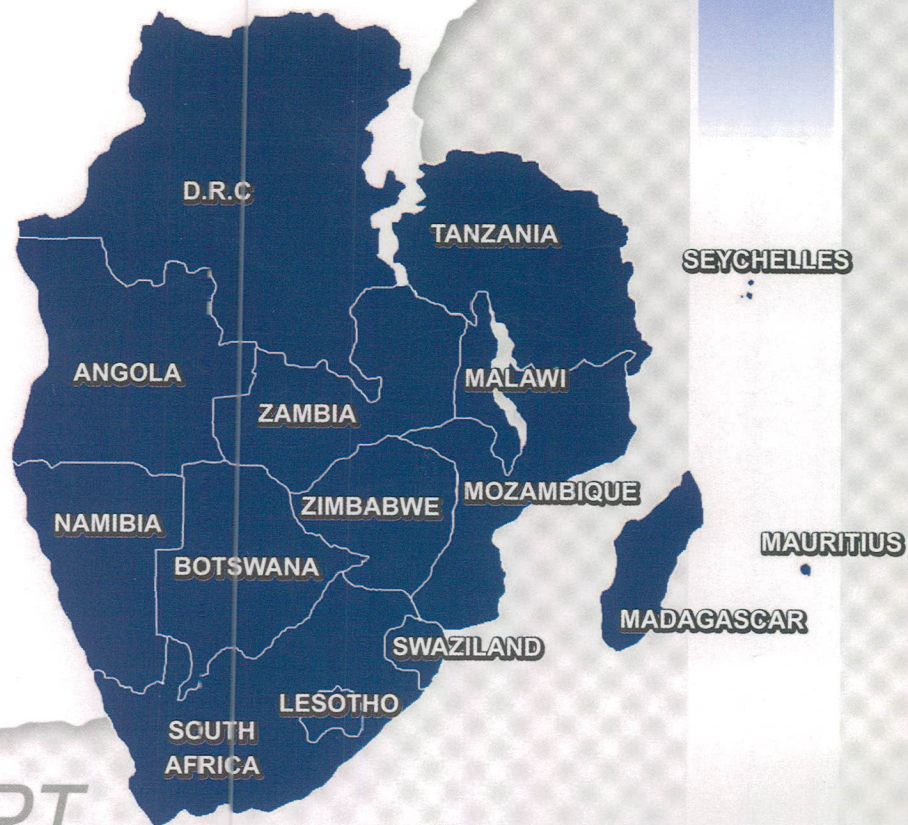 D.R.C
TANZANIA
SEYCHELLES
ANGOLA
MALAWI
ZAMBIA
ZIMBABWE
MOZAMBIQUE
NAMIBIA
MAURITIUS
BOTSWANA
MADAGASCAR
SWAZILAND
LESOTHO
SOUTH
AFRICA